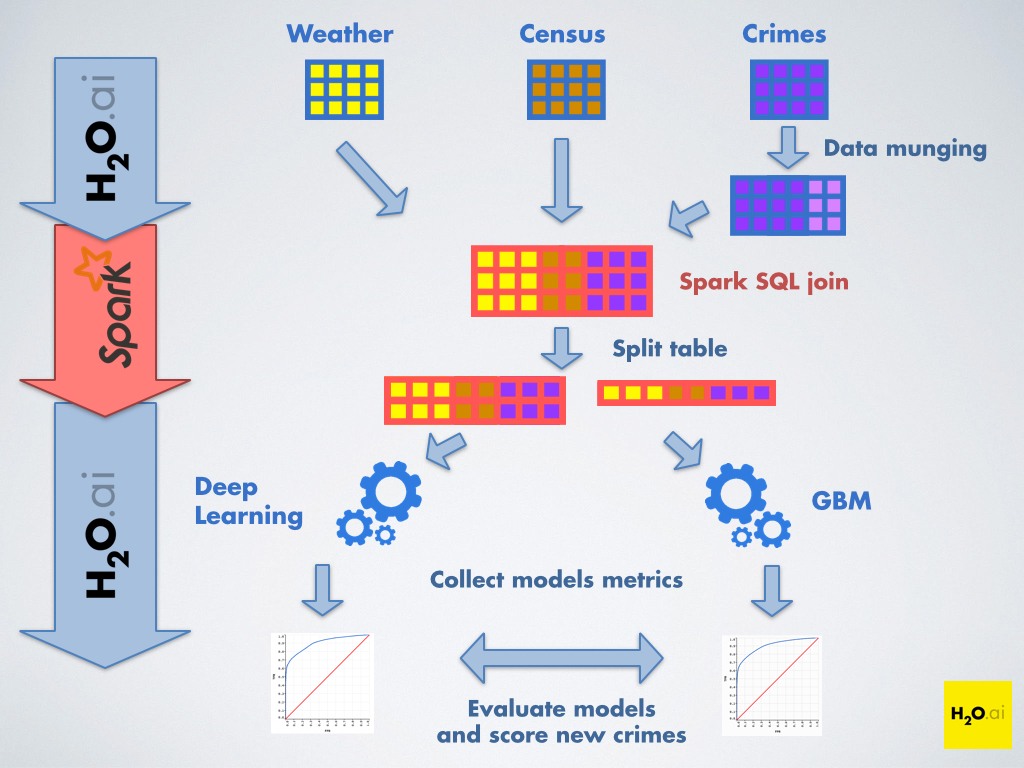 Weather
Census
Crimes
H2O.ai
Data munging
Spark
Spark SQL join
Split table
H2O.ai
Deep
Learning
GBM
Collect models metrics
Evaluate models
and score new crimes
H2O.ai